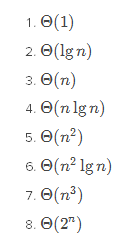 1. Θ(1)
2. Θ(lg n)
3. Θ(n)
4. Θ(n lg n)
5. Θ(n²)
6. Θ(n² lg n)
7. Θ(n³)
8. Θ(2ⁿ)